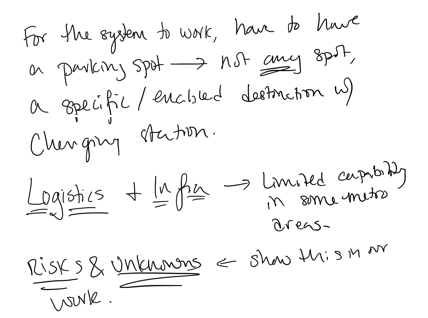 For the system to work, have to have
a parking spot → not any spot,
a specific / enabled destination w/
Charging station.
Logistics + Infra → Limited capability
in some metro
areas.
Risks & Unknowns ← show this in our
work.